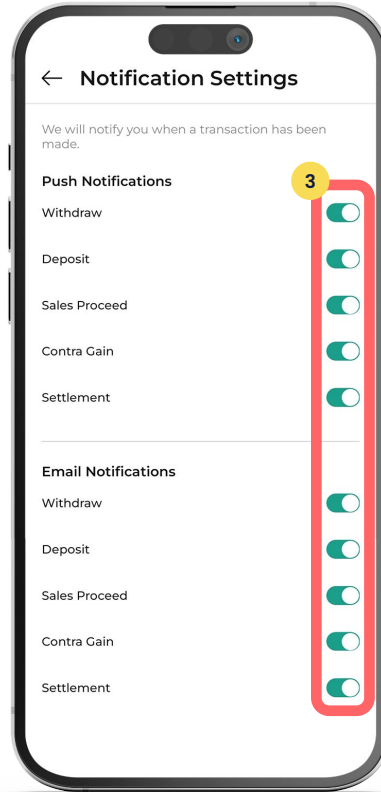 ← Notification Settings
We will notify you when a transaction has been
made.
Push Notifications
3
Withdraw
Deposit
Sales Proceed
Contra Gain
Settlement
Email Notifications
Withdraw
Deposit
Sales Proceed
Contra Gain
Settlement